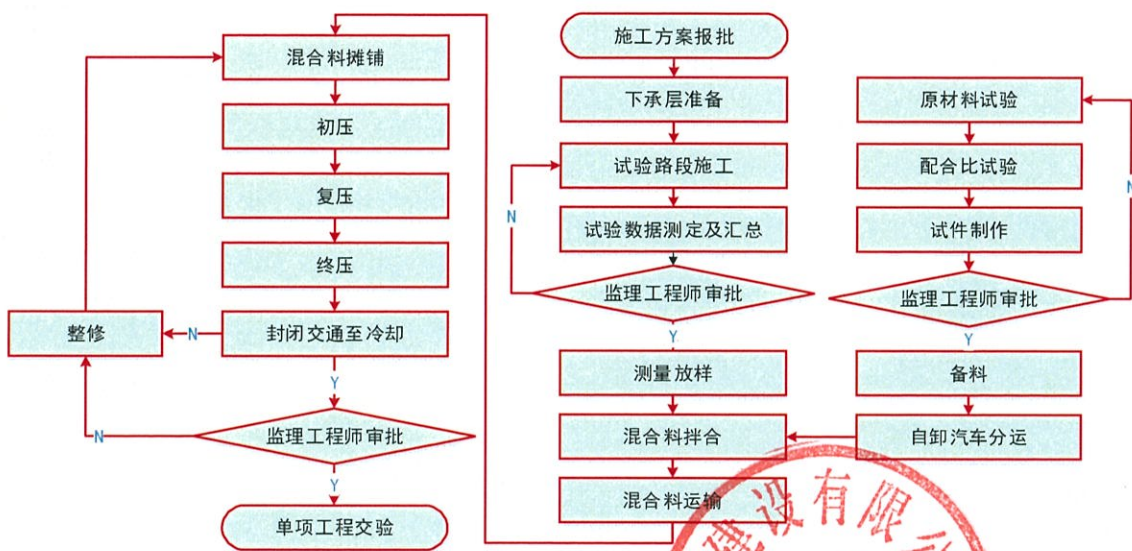 混合料摊铺
初压
复压
终压
封闭交通至冷却
N
整修
Y
监理工程师审批
N
Y
单项工程交验
施工方案报批
下承层准备
试验路段施工
N
试验数据测定及汇总
监理工程师审批
Y
测量放样
混合料拌合
混合料运输
原材料试验
配合比试验
N
试件制作
监理工程师审批
Y
备料
自卸汽车分运
建设有限公